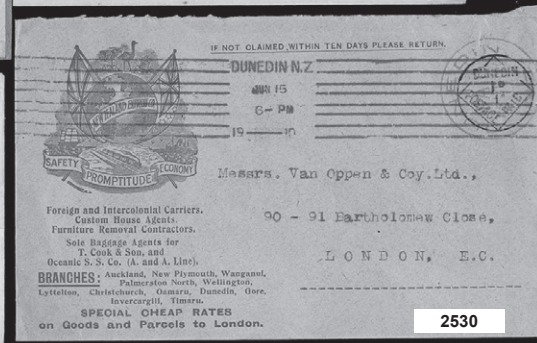 IF NOT CLAIMED WITHIN TEN DAYS PLEASE RETURN.
DUNEDIN N.Z
JUN 15
6- PM
19 — 10
DUNEDIN
SAFETY
PROMPTITUDE
ECONOMY
Messrs. Van Oppen & Coy.Ltd.,
90 - 91 Bartholomew Close,
LONDON, E.C.
Foreign and Intercolonial Carriers.
Custom House Agents.
Furniture Removal Contractors.
Sole Baggage Agents for
T. Cook & Son, and
Oceanic S. S. Co. (A. and A. Line).
BRANCHES: Auckland, New Plymouth, Wanganui,
Palmerston North, Wellington,
Lyttelton, Christchurch, Oamaru, Dunedin, Gore,
Invercargill, Timaru.
SPECIAL CHEAP RATES
on Goods and Parcels to London.
2530